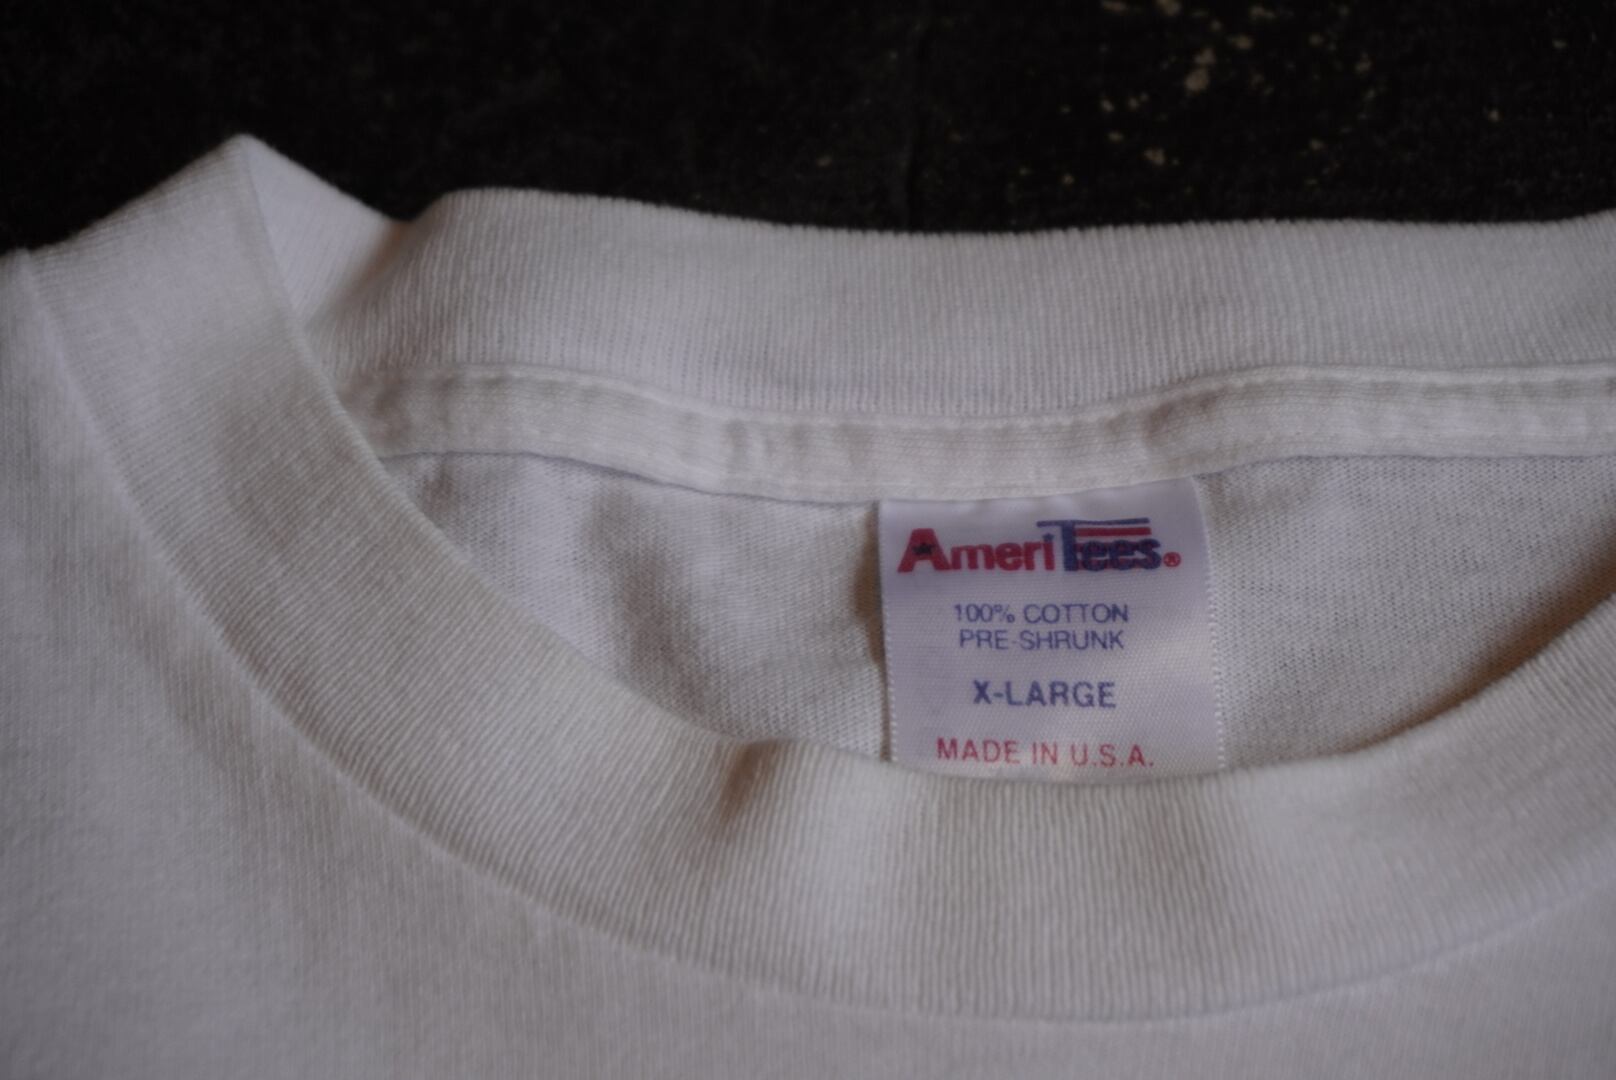 AmeriTees®
100% COTTON
PRE-SHRUNK
X-LARGE
MADE IN U.S.A.